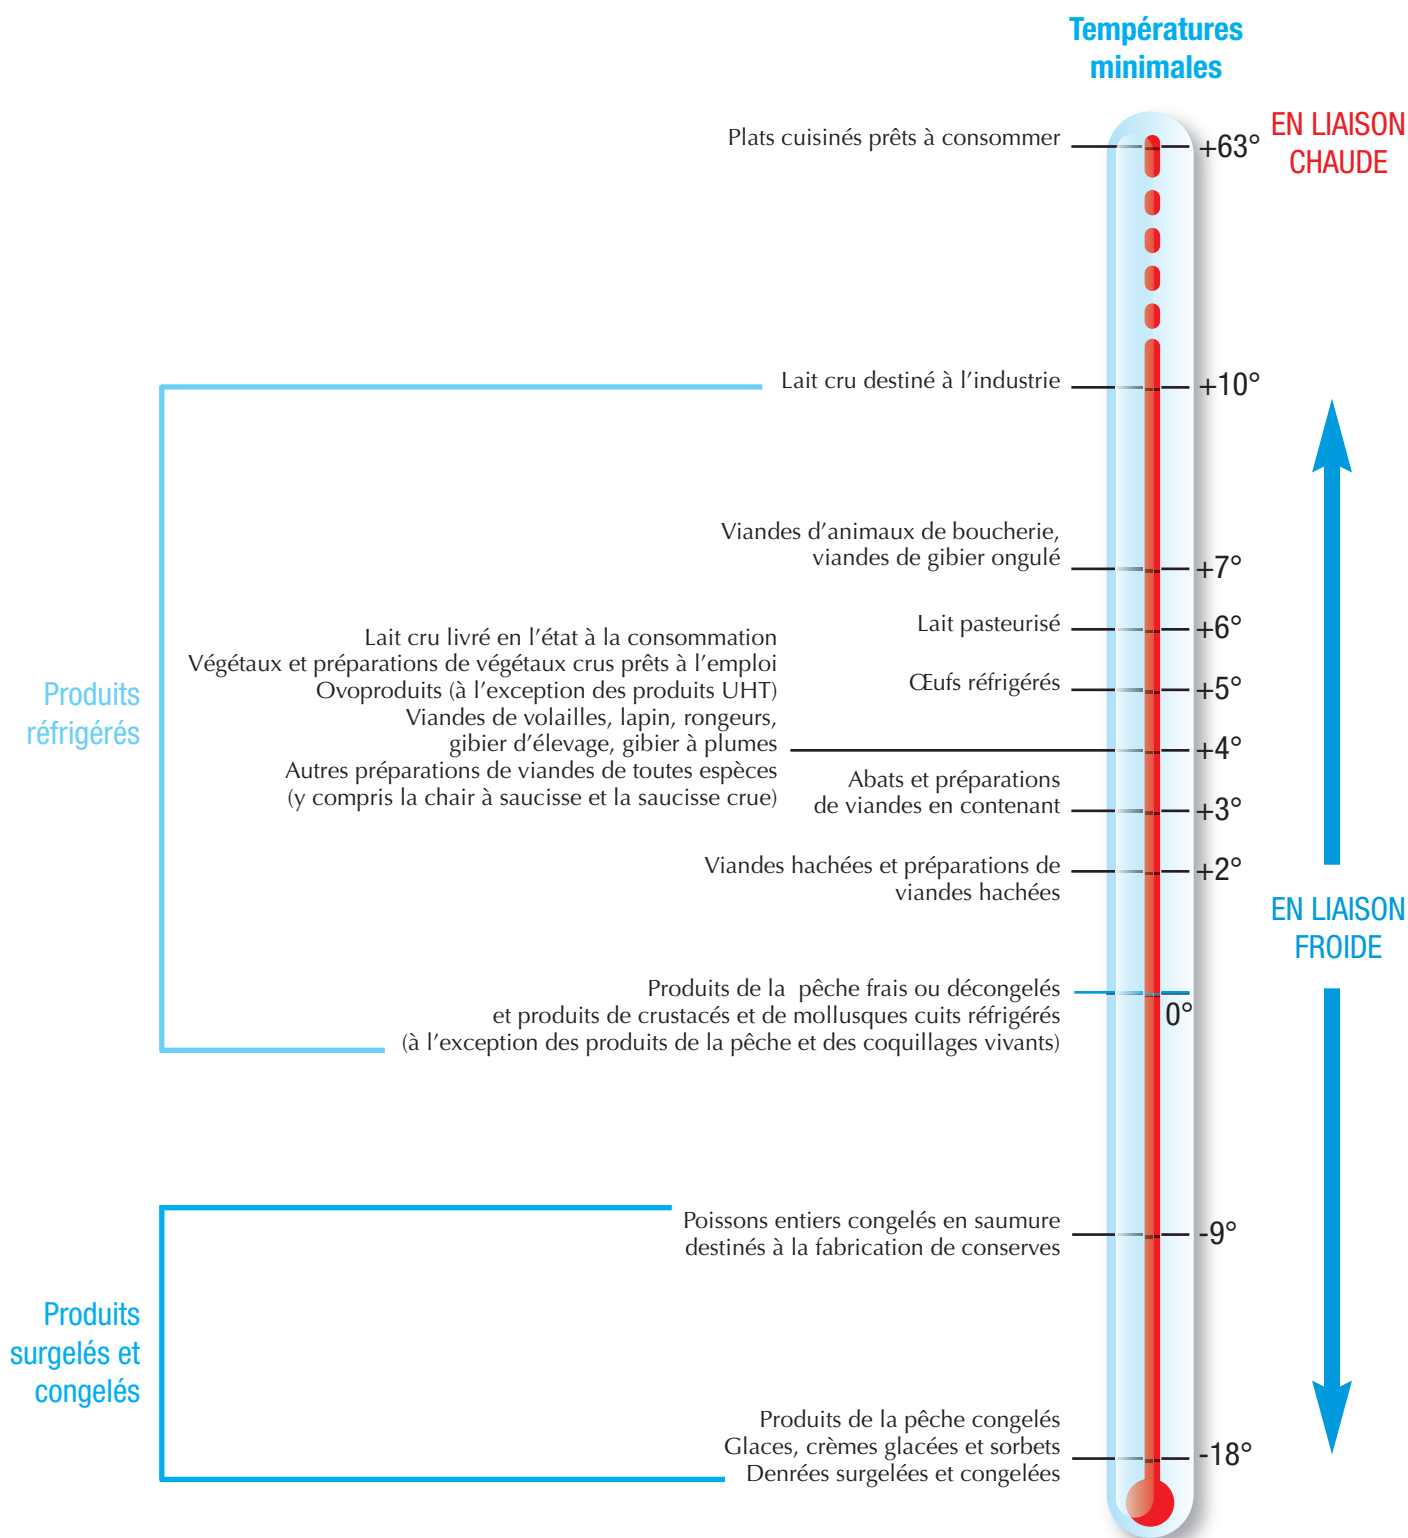 Températures
minimales
Plats cuisinés prêts à consommer
+63°
EN LIAISON
CHAUDE
Lait cru destiné à l’industrie
+10°
Viandes d’animaux de boucherie,
viandes de gibier ongulé
+7°
Lait pasteurisé
+6°
Œufs réfrigérés
+5°
Produits
réfrigérés
Lait cru livré en l’état à la consommation
Végétaux et préparations de végétaux crus prêts à l’emploi
Ovoproduits (à l’exception des produits UHT)
Viandes de volailles, lapin, rongeurs,
gibier d’élevage, gibier à plumes
Autres préparations de viandes de toutes espèces
(y compris la chair à saucisse et la saucisse crue)
+4°
Abats et préparations
de viandes en contenant
+3°
Viandes hachées et préparations de
viandes hachées
+2°
EN LIAISON
FROIDE
Produits de la  pêche frais ou décongelés
et produits de crustacés et de mollusques cuits réfrigérés
(à l’exception des produits de la pêche et des coquillages vivants)
0°
Poissons entiers congelés en saumure
destinés à la fabrication de conserves
-9°
Produits
surgelés et
congelés
Produits de la pêche congelés
Glaces, crèmes glacées et sorbets
Denrées surgelées et congelées
-18°